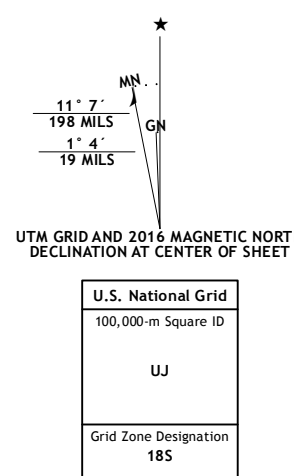 ★
MN
11° 7´
198 MILS
GN
1° 4´
19 MILS
UTM GRID AND 2016 MAGNETIC NORT
DECLINATION AT CENTER OF SHEET
U.S. National Grid
100,000-m Square ID
UJ
Grid Zone Designation
18S